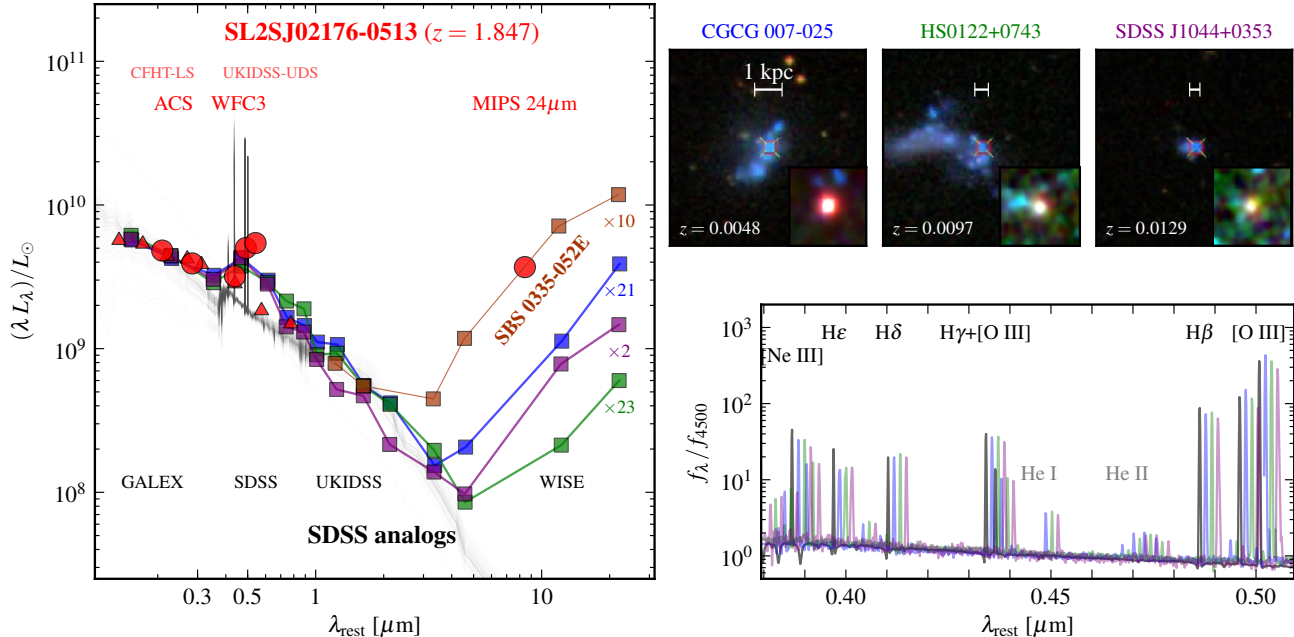 SL2SJ02176-0513 (z = 1.847)
CFHT-LS UKIDSS-UDS
ACS WFC3 MIPS 24μm
×10
SBS 0335-052E
×21
×2
×23
GALEX SDSS UKIDSS WISE
SDSS analogs
10^11
10^10
10^9
10^8
(λ L_λ)/L_⊙
0.3 0.5 1 10
λ_rest [μm]
CGCG 007-025
1 kpc
z = 0.0048
HS0122+0743
z = 0.0097
SDSS J1044+0353
z = 0.0129
Hε Hδ Hγ+[O III] Hβ [O III]
Ne III]
He I He II
10^3
10^2
10^1
10^0
f_λ / f_4500
0.40 0.45 0.50
λ_rest [μm]